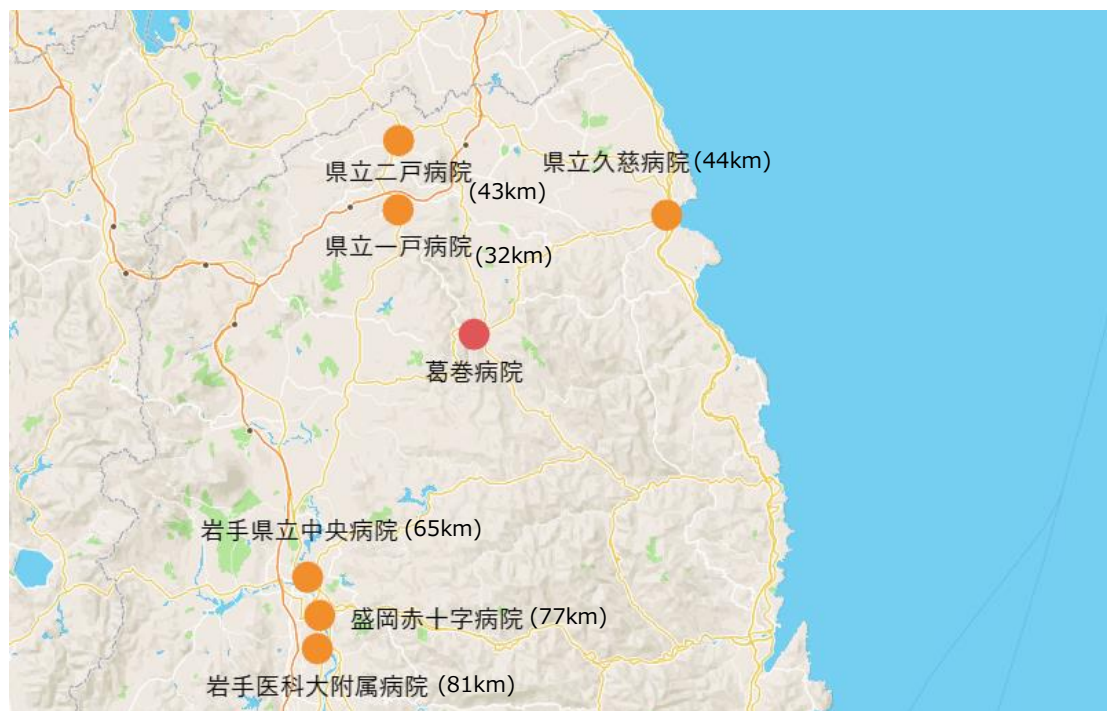 県立二戸病院
(43km)
県立久慈病院(44km)
県立一戸病院(32km)
葛巻病院
岩手県立中央病院(65km)
盛岡赤十字病院(77km)
岩手医科大附属病院(81km)